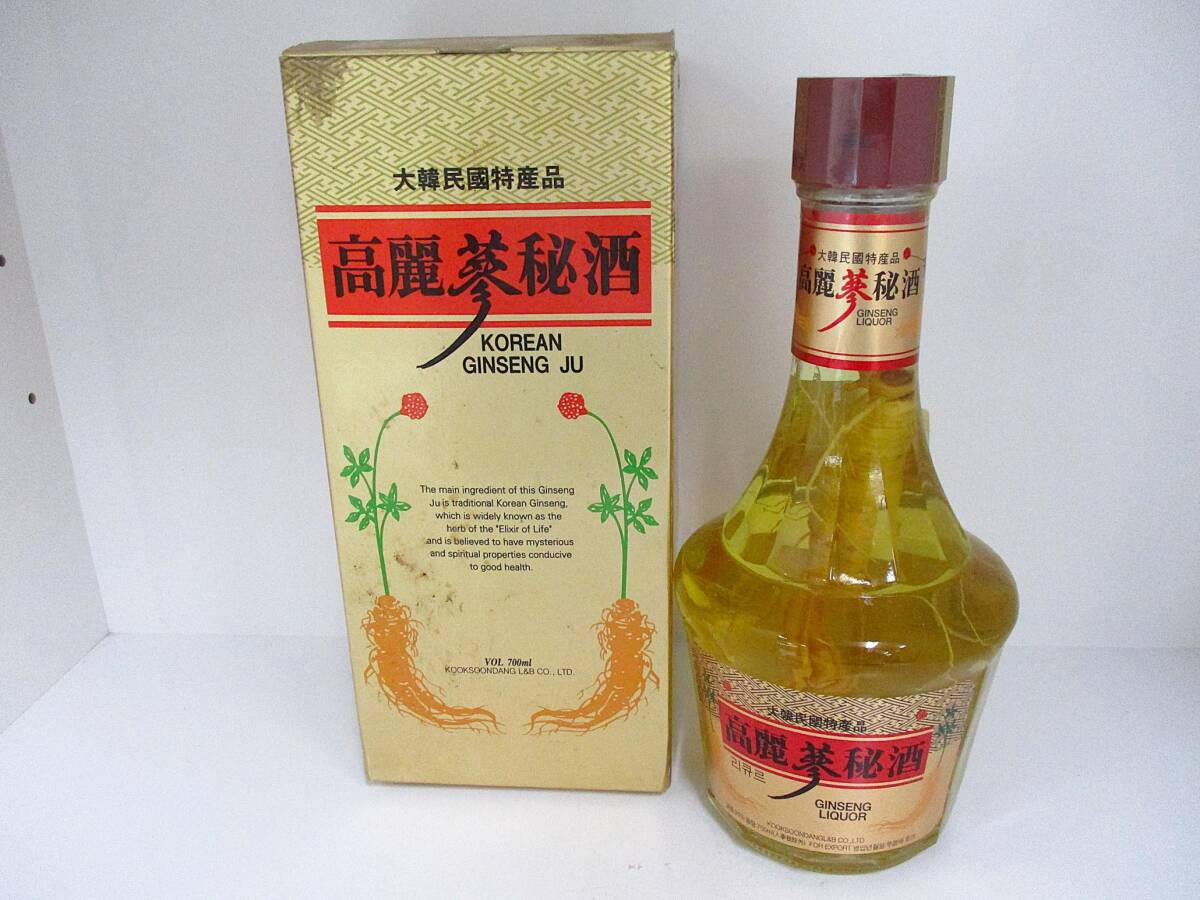 大韓民國特産品
高麗蔘秘酒
KOREAN
GINSENG JU
The main ingredient of this Ginseng
Ju is traditional Korean Ginseng,
which is widely known as the
herb of the "Elixir of Life"
and is believed to have mysterious
and spiritual properties conducive
to good health.
VOL. 700ml
KOOKSOONDANG L&B CO., LTD.
大韓民國特産品
高麗蔘秘酒
GINSENG
LIQUOR
大韓民國特産品
高麗蔘秘酒
리큐르
GINSENG
LIQUOR
KOOKSOONDANGL&B CO.,LTD
FOR EXPORT